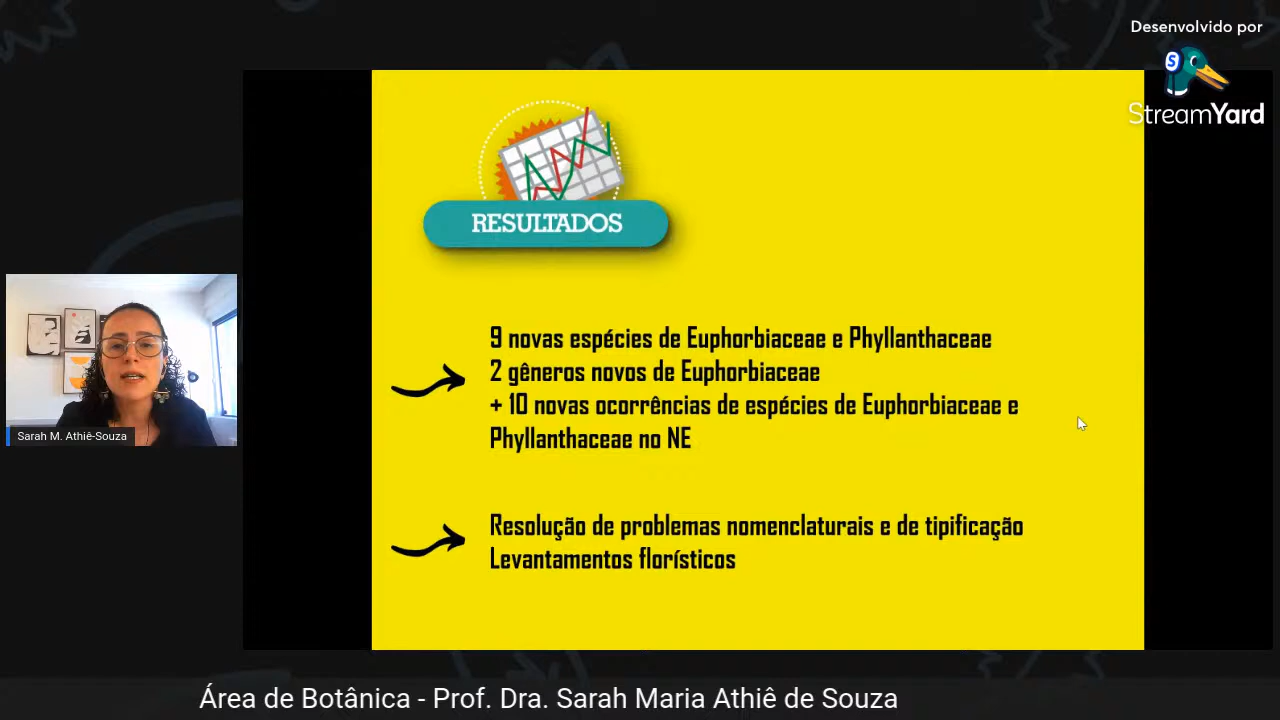 Desenvolvido por
S
StreamYard
RESULTADOS
9 novas espécies de Euphorbiaceae e Phyllanthaceae
2 gêneros novos de Euphorbiaceae
+ 10 novas ocorrências de espécies de Euphorbiaceae e
Phyllanthaceae no NE
Sarah M. Athiê-Souza
Resolução de problemas nomenclaturais e de tipificação
Levantamentos florísticos
Área de Botânica - Prof. Dra. Sarah Maria Athiê de Souza